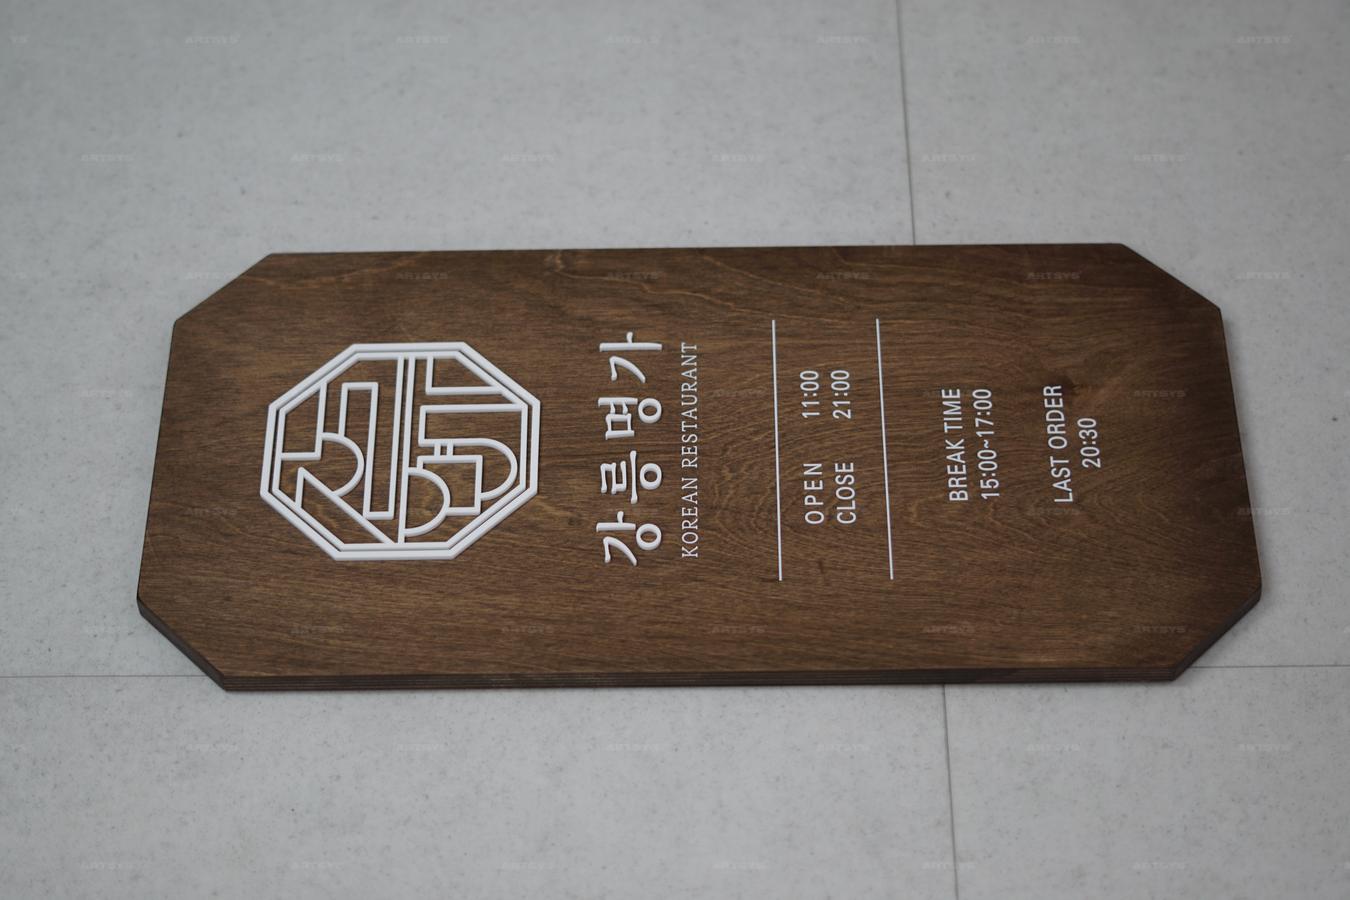 강릉명가
KOREAN RESTAURANT
OPEN 11:00
CLOSE 21:00
BREAK TIME
15:00~17:00
LAST ORDER
20:30
ARTSYS